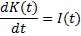 dK(t)/dt = I(t)